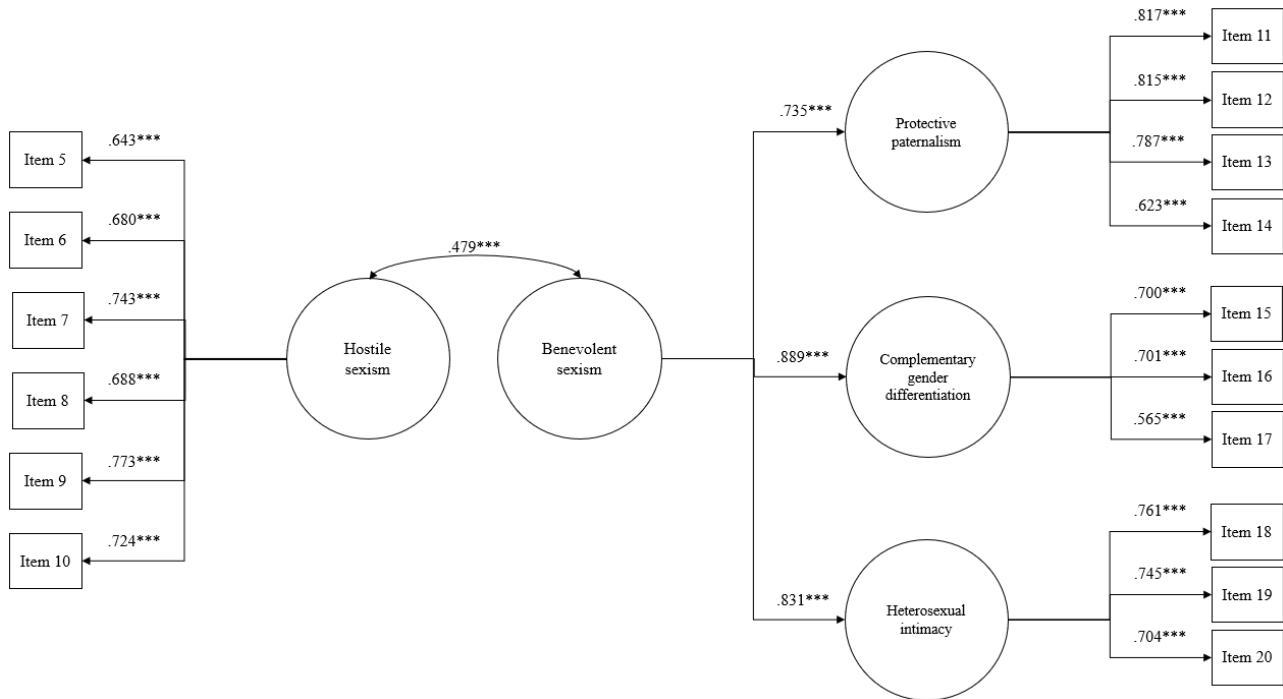 .643***
Item 5
.680***
Item 6
.743***
Item 7
.688***
Item 8
.773***
Item 9
.724***
Item 10
.479***
Hostile
sexism
Benevolent
sexism
.735***
Protective
paternalism
.817***
Item 11
.815***
Item 12
.787***
Item 13
.623***
Item 14
.889***
Complementary
gender
differentiation
.700***
Item 15
.701***
Item 16
.565***
Item 17
.831***
Heterosexual
intimacy
.761***
Item 18
.745***
Item 19
.704***
Item 20